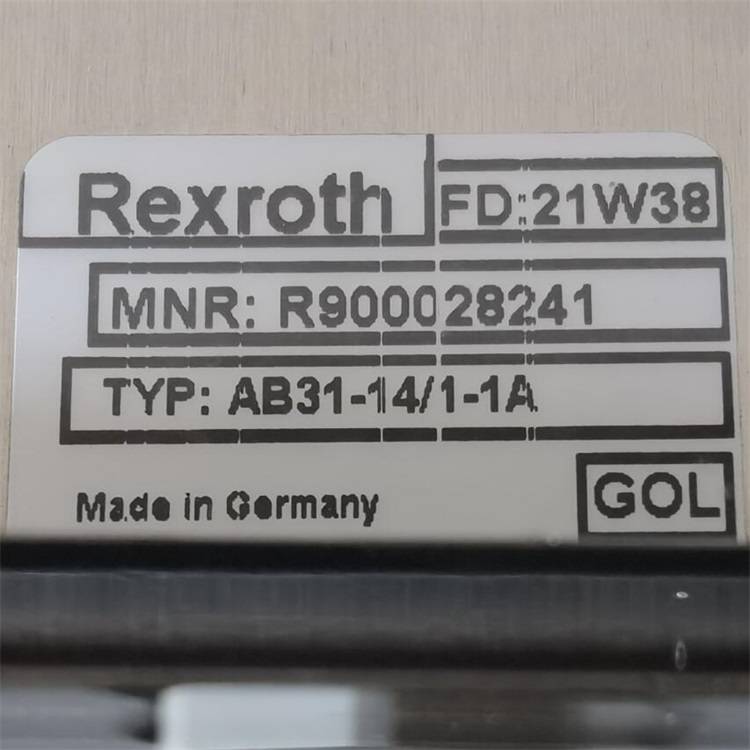 Rexroth FD:21W38
MNR: R900028241
TYP: AB31-14/1-1A
Made in Germany GOL